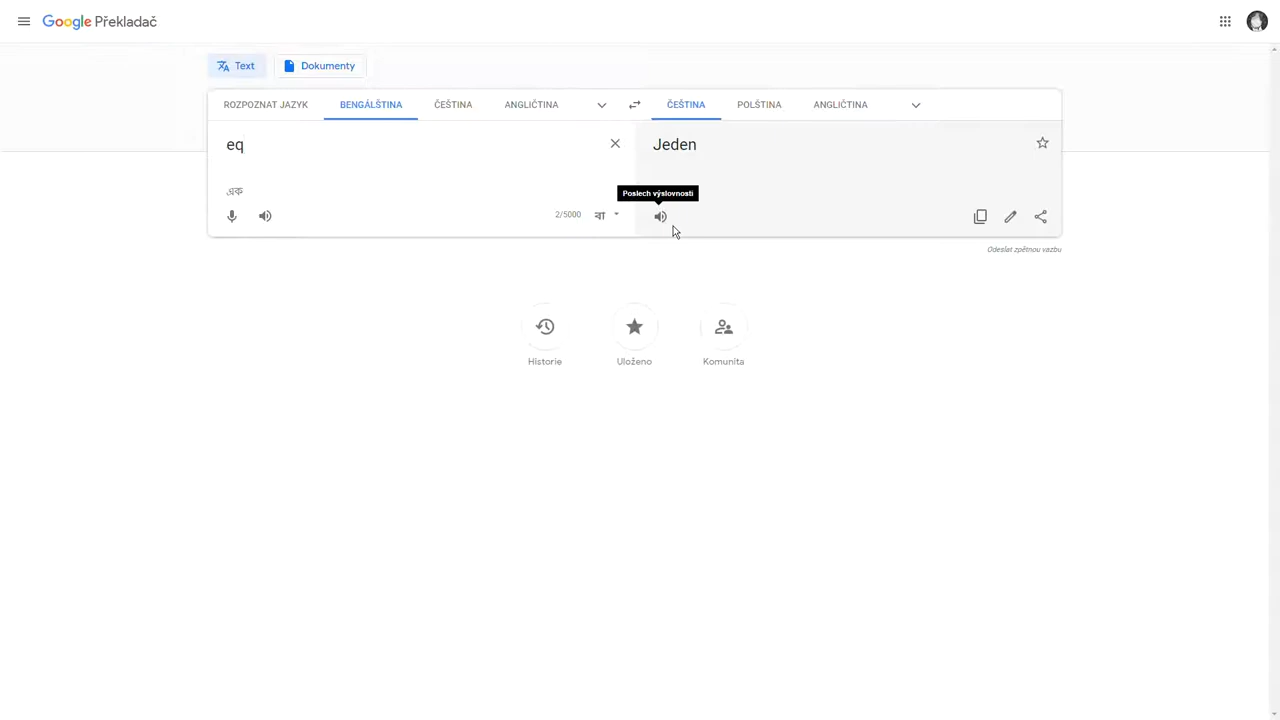 Google Překladač
Text
Dokumenty
ROZPOZNAT JAZYK BENGÁLŠTINA ČEŠTINA ANGLIČTINA ČEŠTINA POLŠTINA ANGLIČTINA
eq
Jeden
এক
Poslech výslovnosti
2/5000
বা
Odeslat zpětnou vazbu
Historie Uloženo Komunita